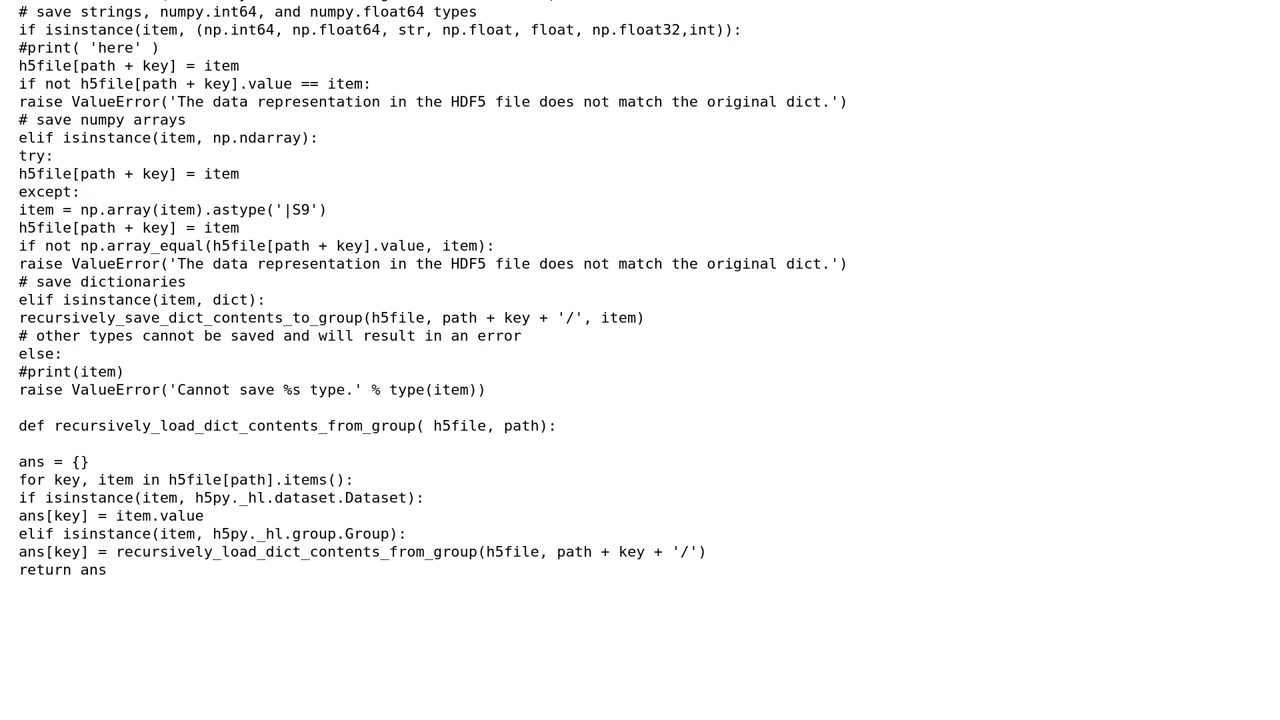 # save strings, numpy.int64, and numpy.float64 types
if isinstance(item, (np.int64, np.float64, str, np.float, float, np.float32,int)):
#print( 'here' )
h5file[path + key] = item
if not h5file[path + key].value == item:
raise ValueError('The data representation in the HDF5 file does not match the original dict.')
# save numpy arrays
elif isinstance(item, np.ndarray):
try:
h5file[path + key] = item
except:
item = np.array(item).astype('|S9')
h5file[path + key] = item
if not np.array_equal(h5file[path + key].value, item):
raise ValueError('The data representation in the HDF5 file does not match the original dict.')
# save dictionaries
elif isinstance(item, dict):
recursively_save_dict_contents_to_group(h5file, path + key + '/', item)
# other types cannot be saved and will result in an error
else:
#print(item)
raise ValueError('Cannot save %s type.' % type(item))

def recursively_load_dict_contents_from_group( h5file, path):

ans = {}
for key, item in h5file[path].items():
if isinstance(item, h5py._hl.dataset.Dataset):
ans[key] = item.value
elif isinstance(item, h5py._hl.group.Group):
ans[key] = recursively_load_dict_contents_from_group(h5file, path + key + '/')
return ans